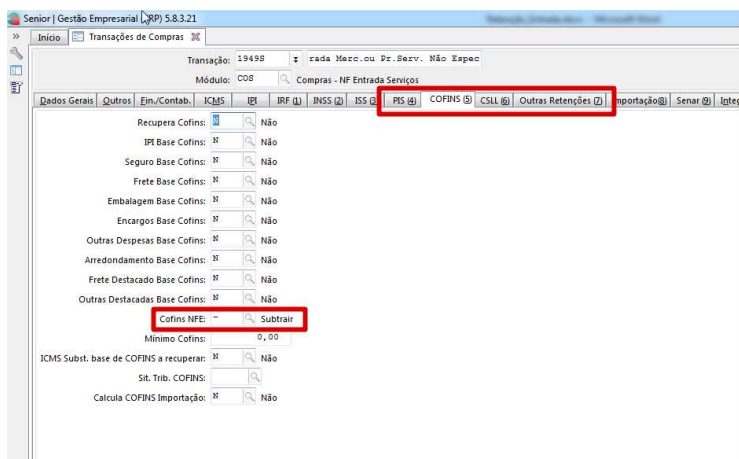 Senior | Gestão Empresarial (ERP) 5.8.3.21
Início Transações de Compras
Transação: 1949S rada Merc.ou Pr.Serv. Não Espec
Módulo: COS Compras - NF Entrada Serviços
Dados Gerais Outros Fin./Contab. ICMS IPI IRF (1) INSS (2) ISS (3 PIS (4) COFINS (5) CSLL (6) Outras Retenções (7) mportação(8) Senar (9) Integ
Recupera Cofins: N Não
IPI Base Cofins: N Não
Seguro Base Cofins: N Não
Frete Base Cofins: N Não
Embalagem Base Cofins: N Não
Encargos Base Cofins: N Não
Outras Despesas Base Cofins: N Não
Arredondamento Base Cofins: N Não
Frete Destacado Base Cofins: N Não
Outras Destacadas Base Cofins: N Não
Cofins NFE: - Subtrair
Mínimo Cofins: 0,00
ICMS Subst. base de COFINS a recuperar: N Não
Sit. Trib. COFINS:
Calcula COFINS Importação: N Não